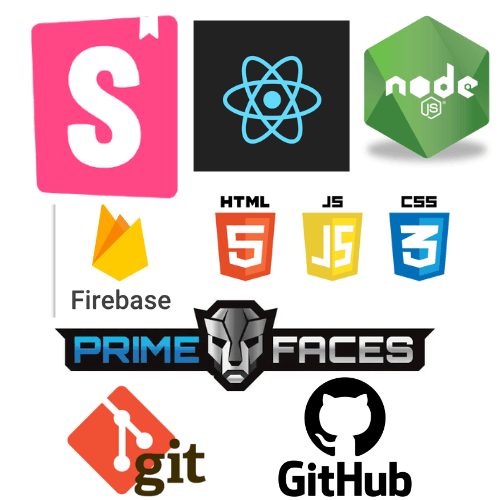 S
node
JS
HTML JS CSS
5 JS 3
Firebase
PRIME FACES
git
GitHub